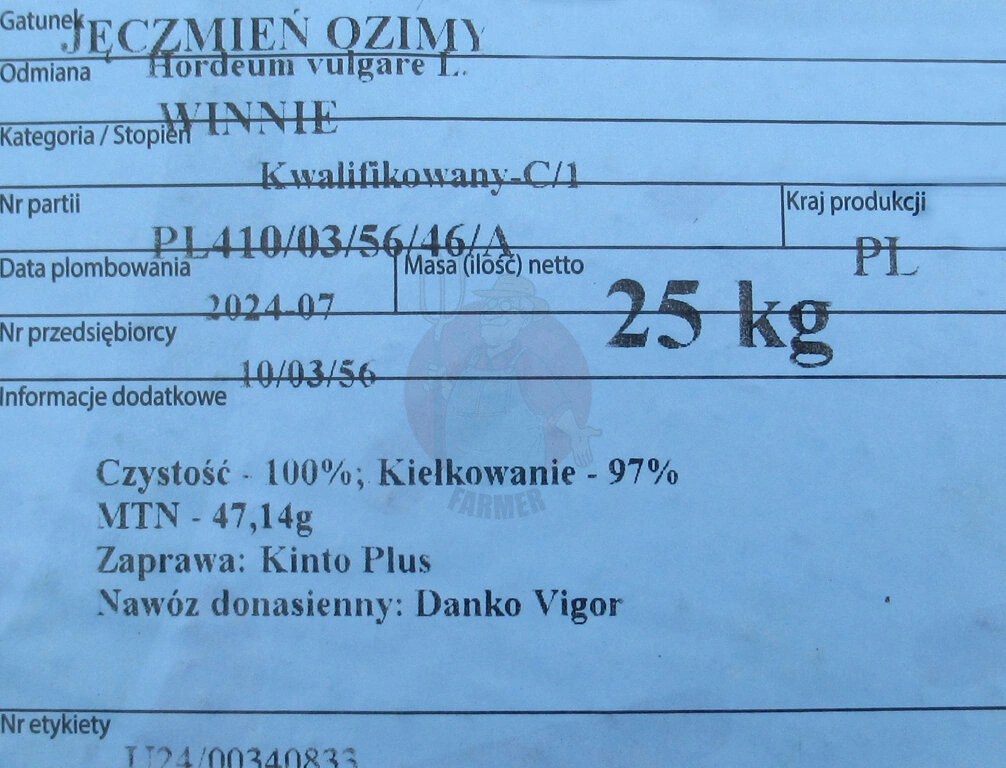 Gatunek JĘCZMIEŃ OZIMY
Odmiana Hordeum vulgare L.
WINNIE
Kategoria / Stopień
Kwalifikowany-C/1
Nr partii Kraj produkcji
PL410/03/56/46/A PL
Data plombowania Masa (ilość) netto
2024-07 25 kg
Nr przedsiębiorcy
10/03/56
Informacje dodatkowe
Czystość - 100%; Kiełkowanie - 97%
FARMER
MTN - 47,14g
Zaprawa: Kinto Plus
Nawóz donasienny: Danko Vigor
Nr etykiety
U24/00340833